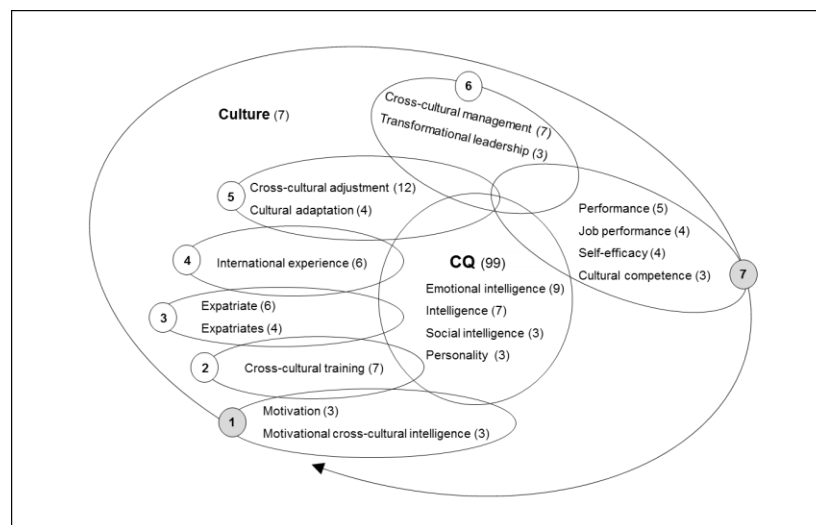 6
Cross-cultural management (7)
Transformational leadership (3)
Culture (7)
5
Cross-cultural adjustment (12)
Cultural adaptation (4)
Performance (5)
Job performance (4)
Self-efficacy (4)
Cultural competence (3)
7
4
International experience (6)
CQ (99)
Emotional intelligence (9)
Intelligence (7)
Social intelligence (3)
Personality (3)
3
Expatriate (6)
Expatriates (4)
2
Cross-cultural training (7)
1
Motivation (3)
Motivational cross-cultural intelligence (3)